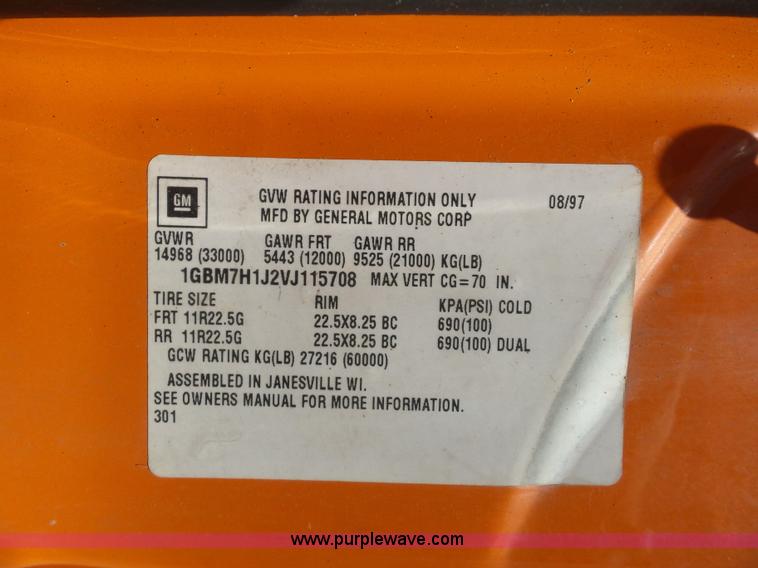 GM
GVW RATING INFORMATION ONLY 08/97
MFD BY GENERAL MOTORS CORP
GVWR GAWR FRT GAWR RR
14968 (33000) 5443 (12000) 9525 (21000) KG(LB)
1GBM7H1J2VJ115708 MAX VERT CG=70 IN.
TIRE SIZE RIM KPA(PSI) COLD
FRT 11R22.5G 22.5X8.25 BC 690(100)
RR 11R22.5G 22.5X8.25 BC 690(100) DUAL
GCW RATING KG(LB) 27216 (60000)
ASSEMBLED IN JANESVILLE WI.
SEE OWNERS MANUAL FOR MORE INFORMATION.
301
www.purplewave.com